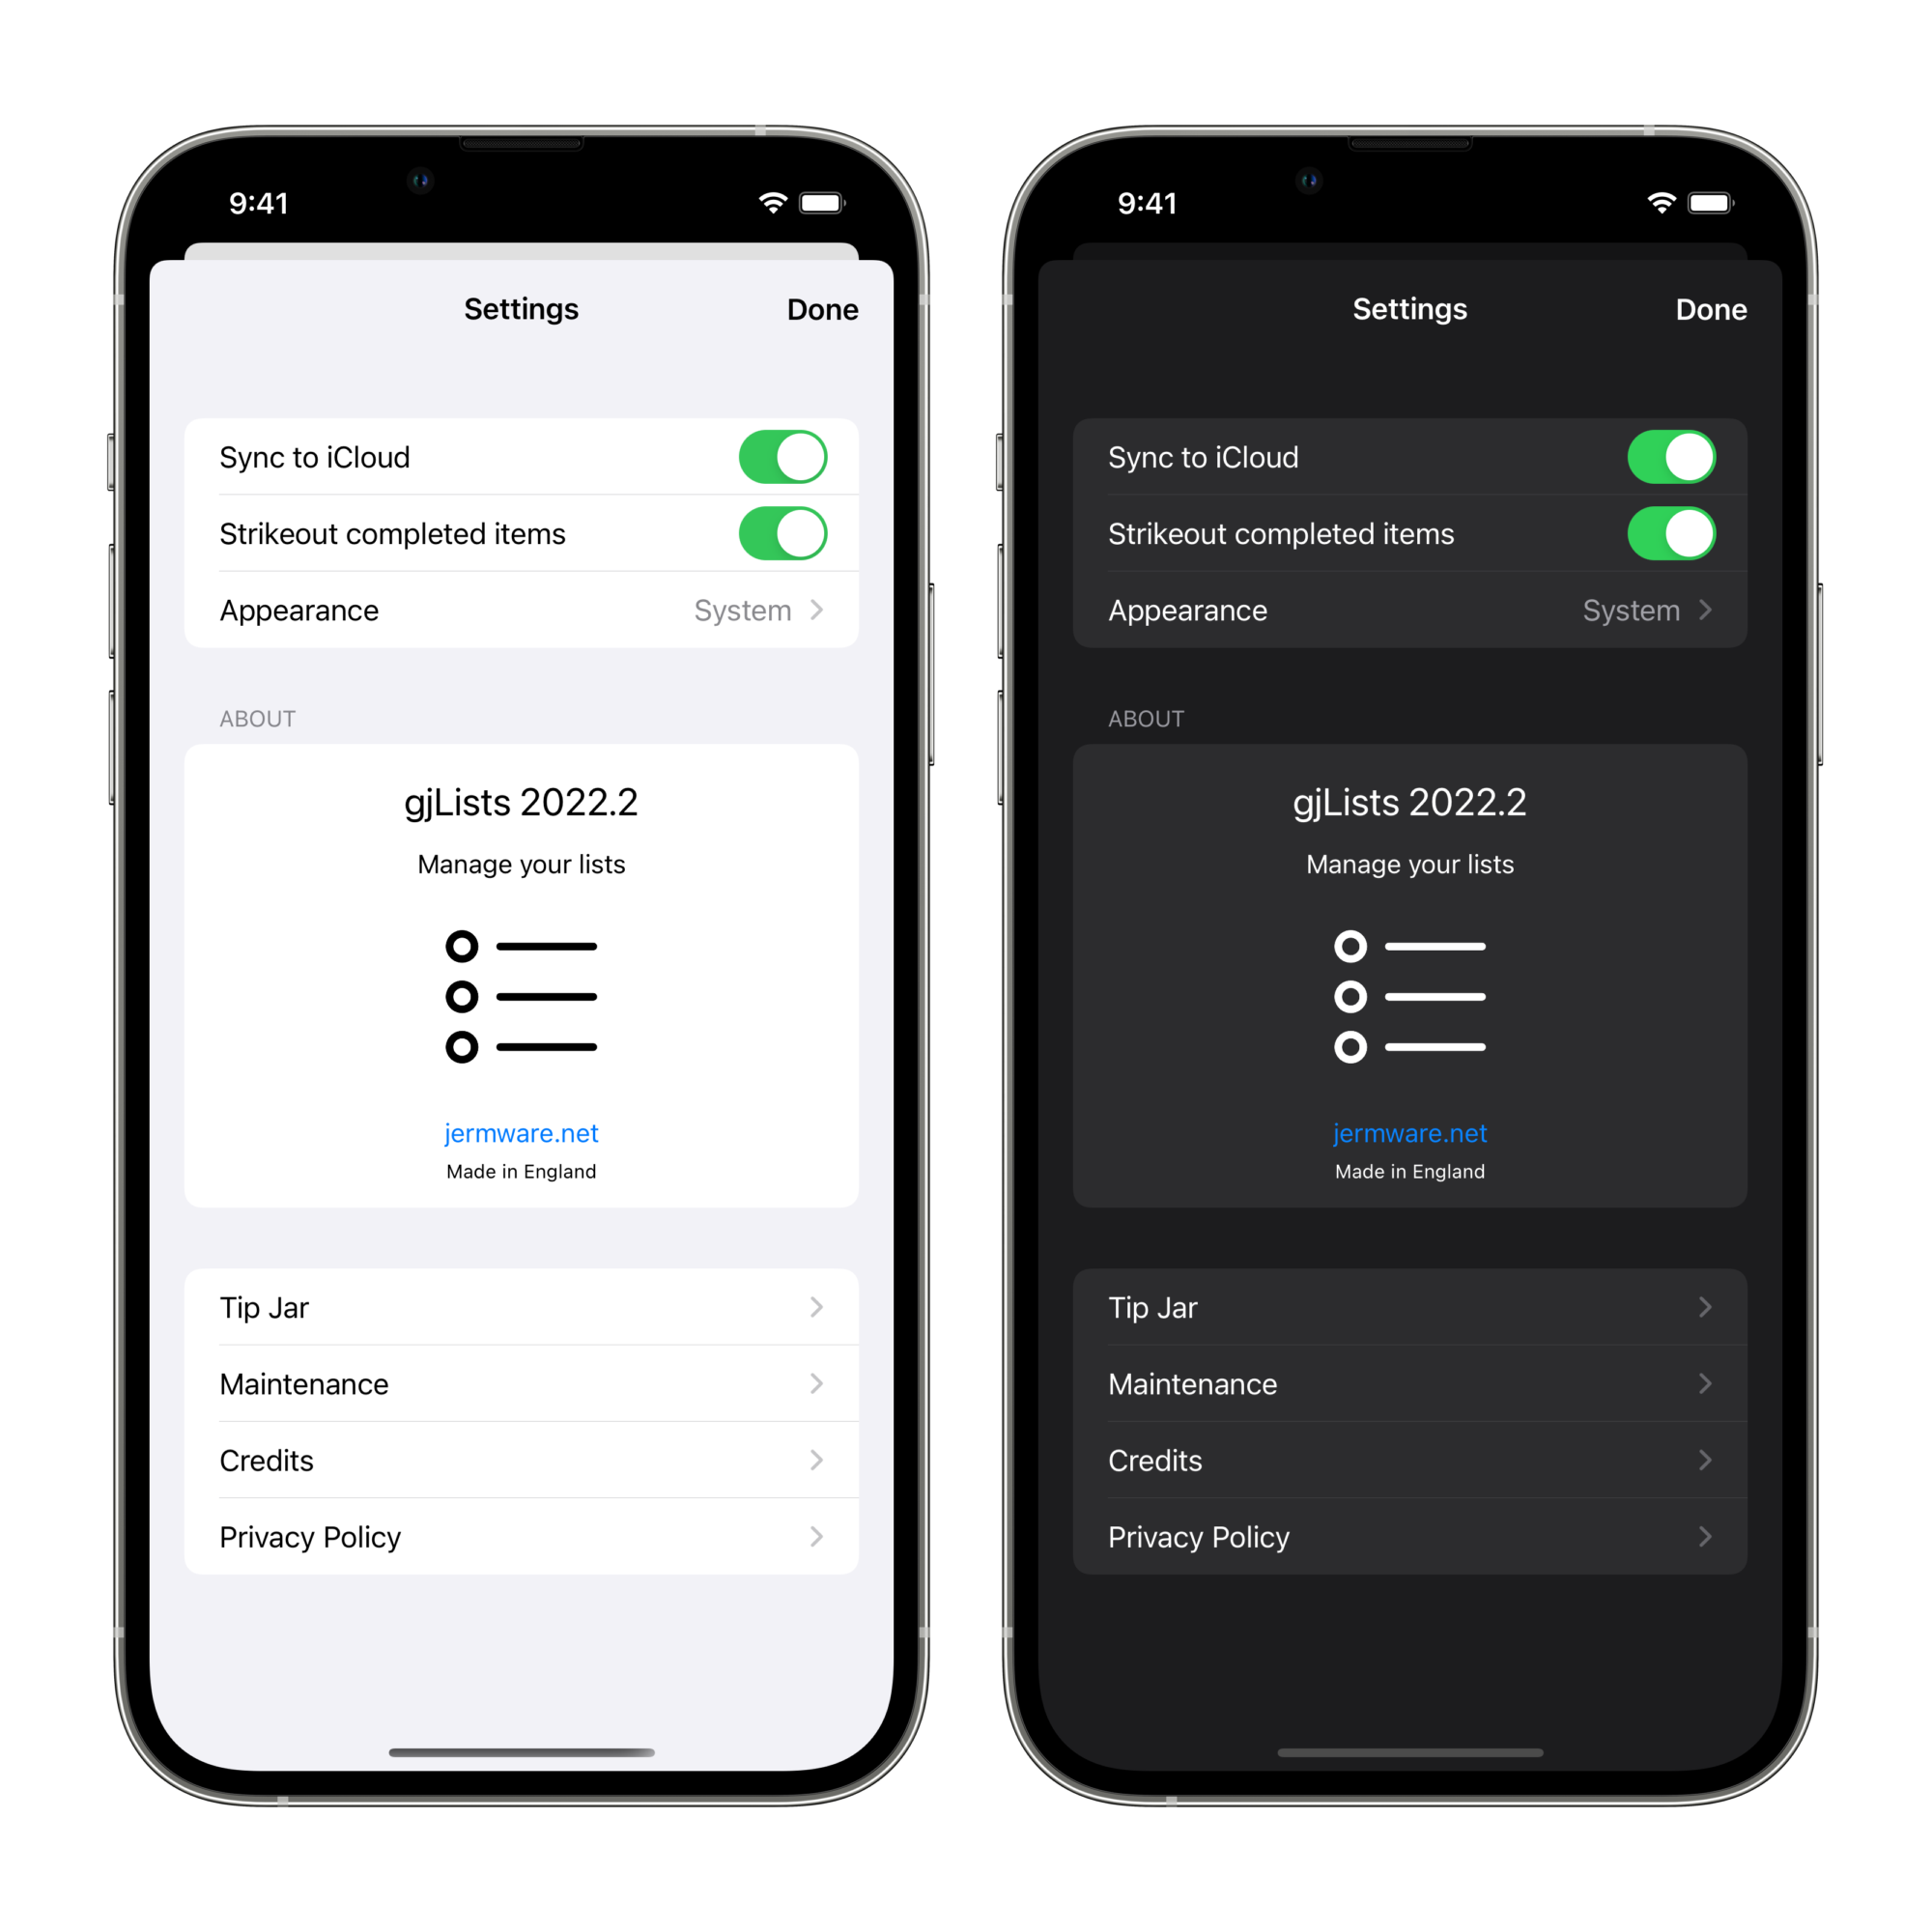 9:41
Settings
Done
Sync to iCloud
Strikeout completed items
Appearance
System
ABOUT
gjLists 2022.2
Manage your lists
jermware.net
Made in England
Tip Jar
Maintenance
Credits
Privacy Policy
9:41
Settings
Done
Sync to iCloud
Strikeout completed items
Appearance
System
ABOUT
gjLists 2022.2
Manage your lists
jermware.net
Made in England
Tip Jar
Maintenance
Credits
Privacy Policy